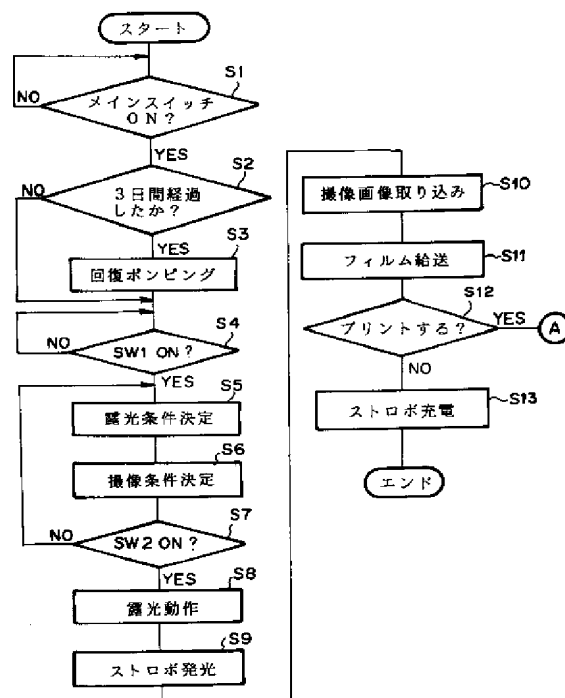 スタート
S1
メインスイッチ
ON?
NO
YES
S2
3日間経過
したか?
NO
YES
S3
回復ポンピング
S4
SW1 ON?
NO
YES
S5
露光条件決定
S6
撮像条件決定
S7
SW2 ON?
NO
YES
S8
露光動作
S9
ストロボ発光
S10
撮像画像取り込み
S11
フィルム給送
S12
プリントする?
YES
A
NO
S13
ストロボ充電
エンド